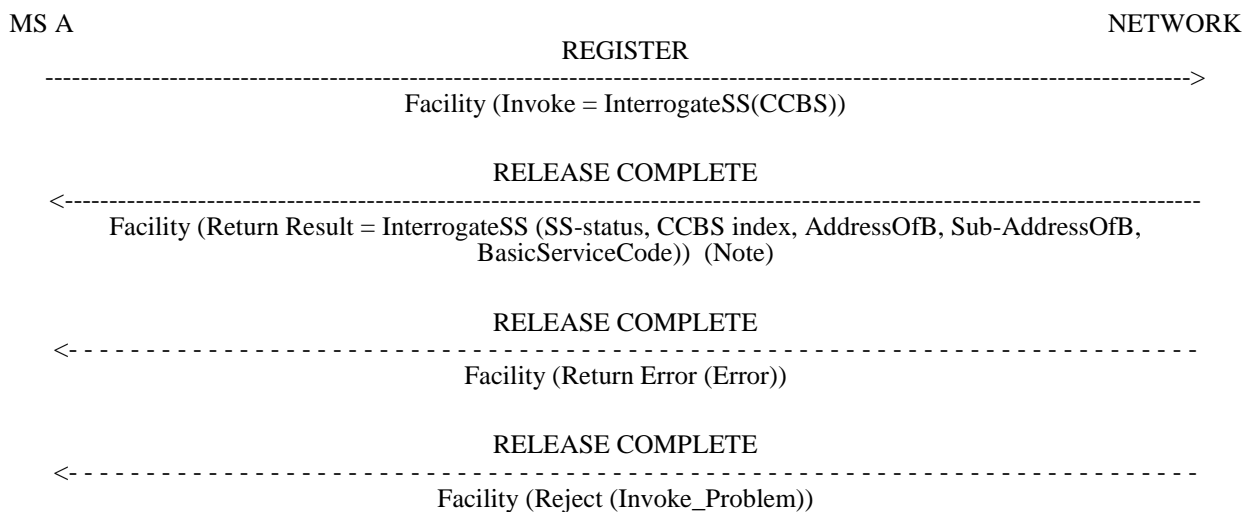 MS A NETWORK
REGISTER
Facility (Invoke = InterrogateSS(CCBS))
RELEASE COMPLETE
Facility (Return Result = InterrogateSS (SS-status, CCBS index, AddressOfB, Sub-AddressOfB,
BasicServiceCode)) (Note)
RELEASE COMPLETE
Facility (Return Error (Error))
RELEASE COMPLETE
Facility (Reject (Invoke_Problem))